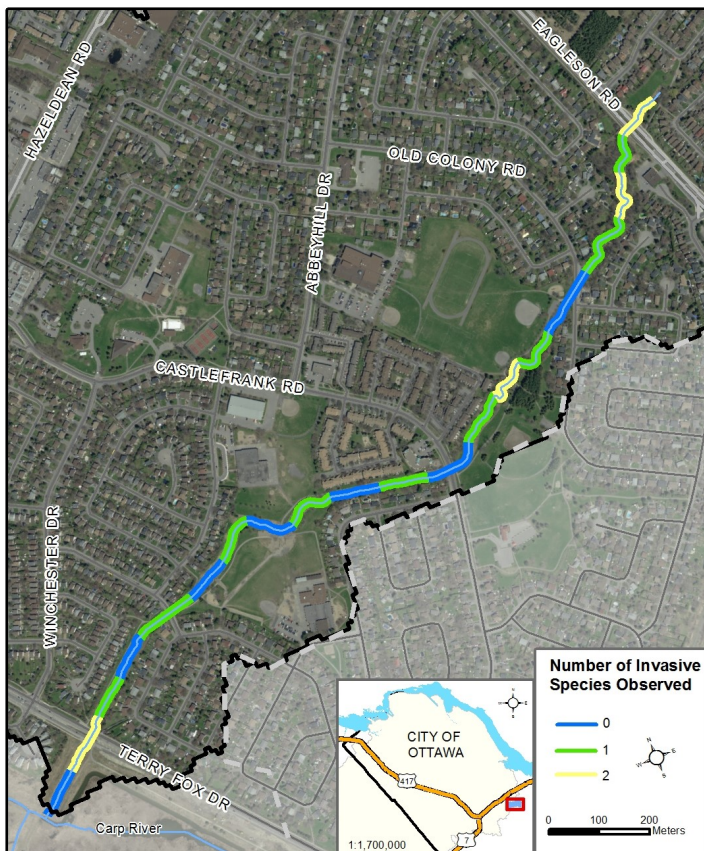 HAZELDEAN RD
EAGLESON RD
OLD COLONY RD
ABBEYHILL DR
CASTLEFRANK RD
WINCHESTER DR
TERRY FOX DR
Carp River
CITY OF
OTTAWA
417
7
1:1,700,000
Number of Invasive
Species Observed
0
1
2
N
W E
S
0 100 200
Meters